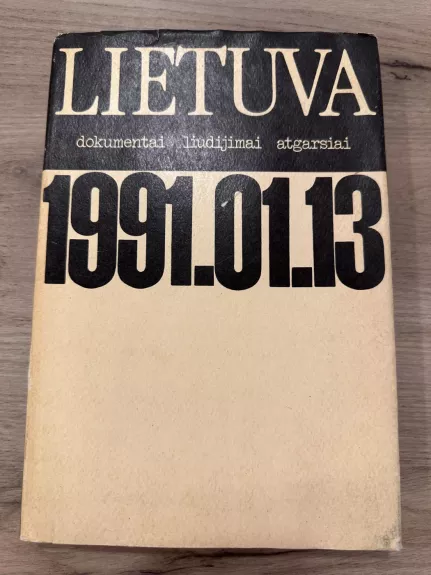 LIETUVA
dokumentai liudijimai atgarsiai
1991.01.13